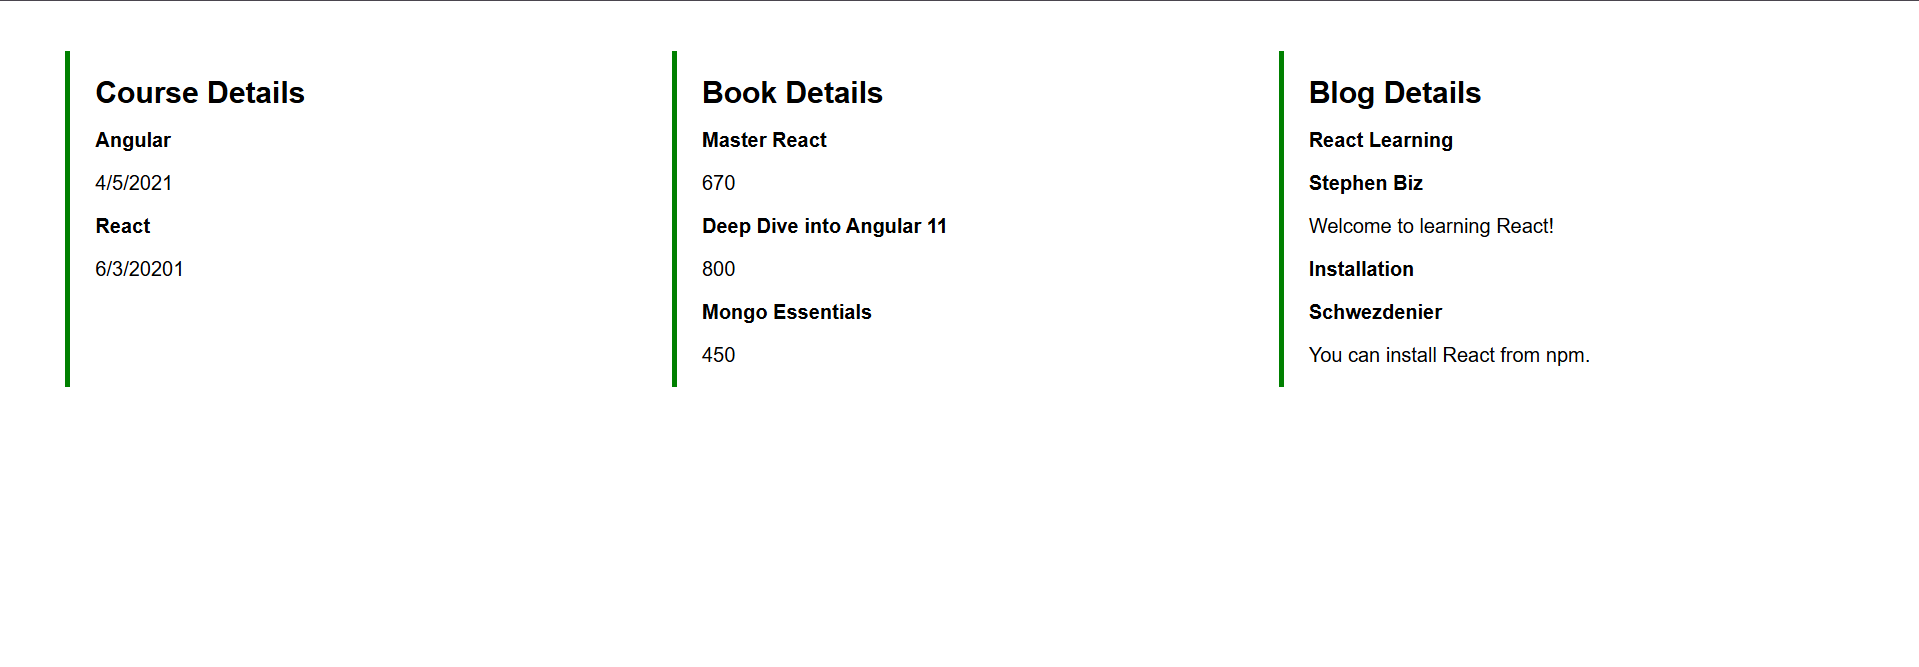 Course Details
Angular
4/5/2021
React
6/3/20201
Book Details
Master React
670
Deep Dive into Angular 11
800
Mongo Essentials
450
Blog Details
React Learning
Stephen Biz
Welcome to learning React!
Installation
Schwezdenier
You can install React from npm.